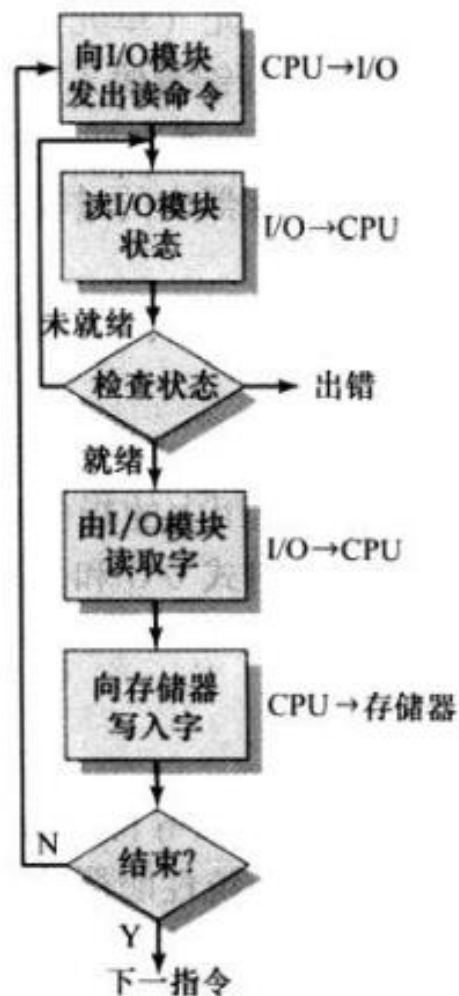 向I/O模块
发出读命令
CPU→I/O
读I/O模块
状态
I/O→CPU
未就绪
检查状态
出错
就绪
由I/O模块
读取字
I/O→CPU
向存储器
写入字
CPU→存储器
N
结束?
Y
下一指令